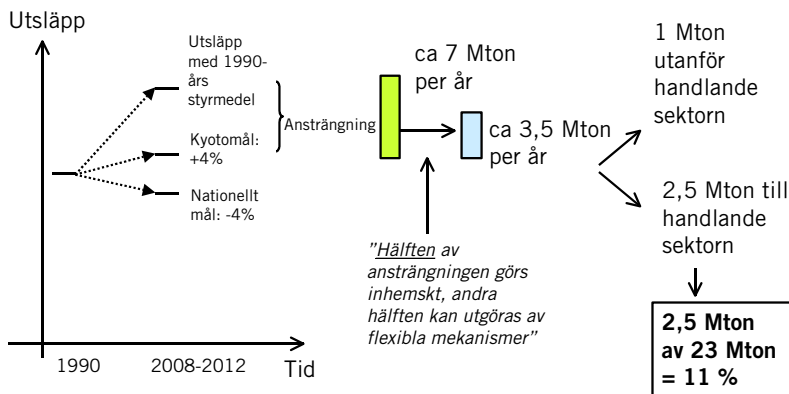 Utsläpp
Utsläpp
med 1990-
års
styrmedel
Kyotomål:
+4%
Nationellt
mål: -4%
Ansträngning
ca 7 Mton
per år
ca 3,5 Mton
per år
1 Mton
utanför
handlande
sektorn
2,5 Mton till
handlande
sektorn
”Hälften av
ansträngningen görs
inhemskt, andra
hälften kan utgöras av
flexibla mekanismer”
2,5 Mton
av 23 Mton
= 11 %
1990
2008-2012
Tid